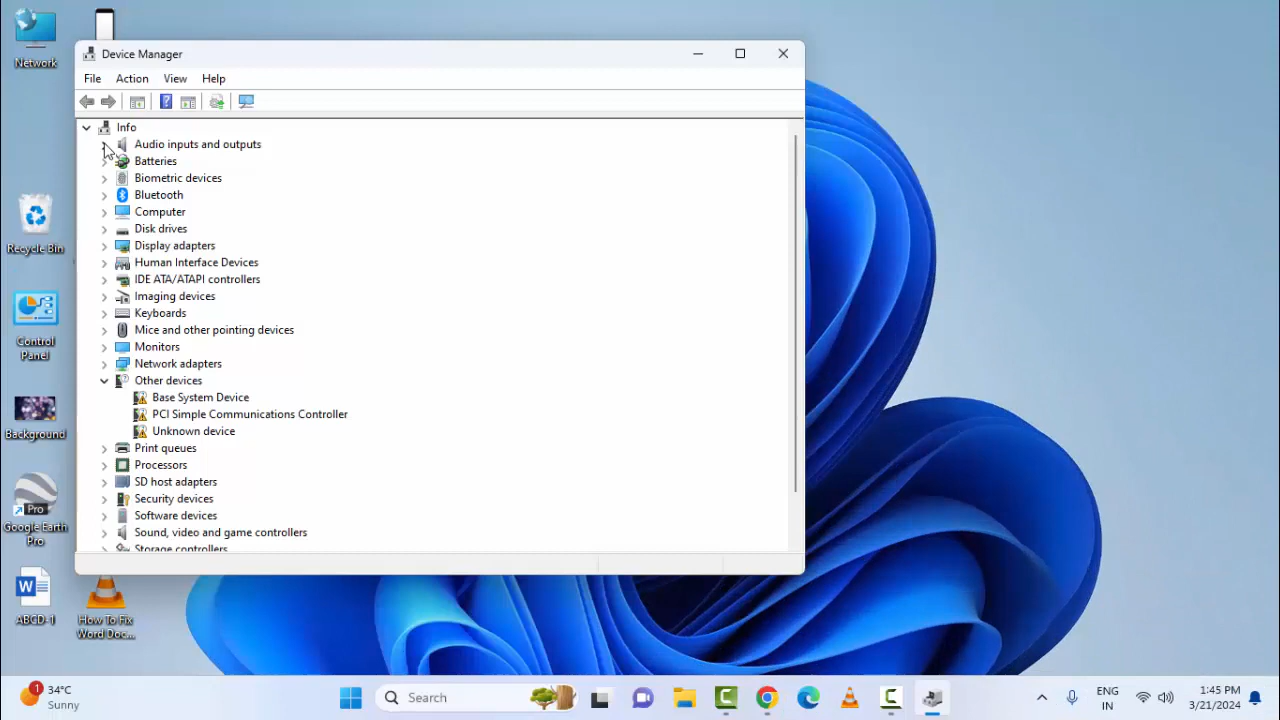 Network
Recycle Bin
Control
Panel
Background
Pro
Google Earth
Pro
ABCD-1
How To Fix
Word Doc...
Device Manager
File Action View Help
Info
Audio inputs and outputs
Batteries
Biometric devices
Bluetooth
Computer
Disk drives
Display adapters
Human Interface Devices
IDE ATA/ATAPI controllers
Imaging devices
Keyboards
Mice and other pointing devices
Monitors
Network adapters
Other devices
Base System Device
PCI Simple Communications Controller
Unknown device
Print queues
Processors
SD host adapters
Security devices
Software devices
Sound, video and game controllers
Storage controllers
1
34°C
Sunny
Search
ENG
IN
1:45 PM
3/21/2024